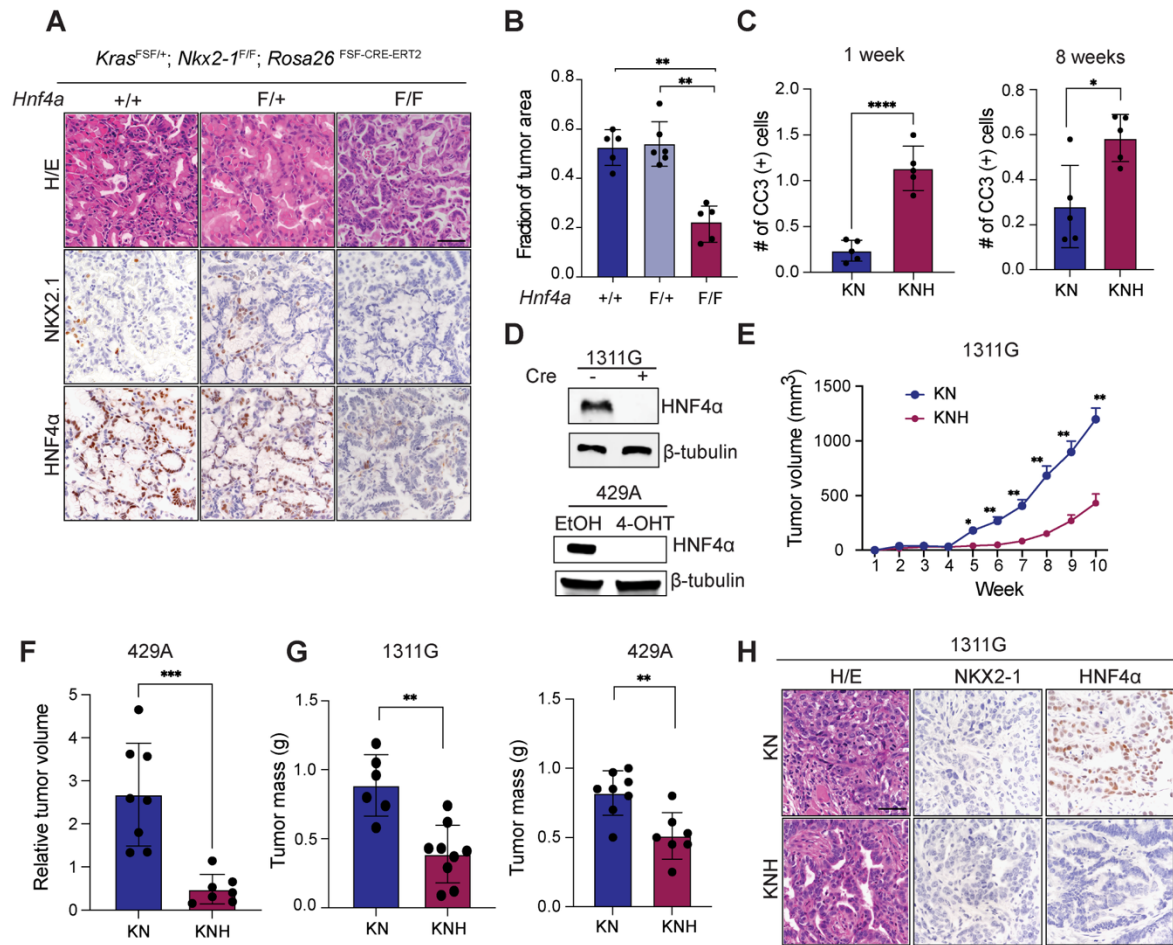 A
Kras^FSF/+; Nkx2-1^F/F; Rosa26 ^FSF-CRE-ERT2
Hnf4a +/+ F/+ F/F
H/E
NKX2.1
HNF4α
B
** 
**
Fraction of tumor area
0.8
0.6
0.4
0.2
0.0
Hnf4a +/+ F/+ F/F
C
1 week
****
# of CC3 (+) cells
2.0
1.5
1.0
0.5
0.0
KN KNH
8 weeks
*
# of CC3 (+) cells
0.8
0.6
0.4
0.2
0.0
KN KNH
D
1311G
Cre - +
HNF4α
β-tubulin
429A
EtOH 4-OHT
HNF4α
β-tubulin
E
1311G
KN
KNH
Tumor volume (mm³)
1500
1000
500
0
* ** ** ** ** **
1 2 3 4 5 6 7 8 9 10
Week
F
429A
***
Relative tumor volume
5
4
3
2
1
0
KN KNH
G
1311G
**
Tumor mass (g)
1.5
1.0
0.5
0.0
KN KNH
429A
**
Tumor mass (g)
1.5
1.0
0.5
0.0
KN KNH
H
1311G
H/E NKX2-1 HNF4α
KN
KNH